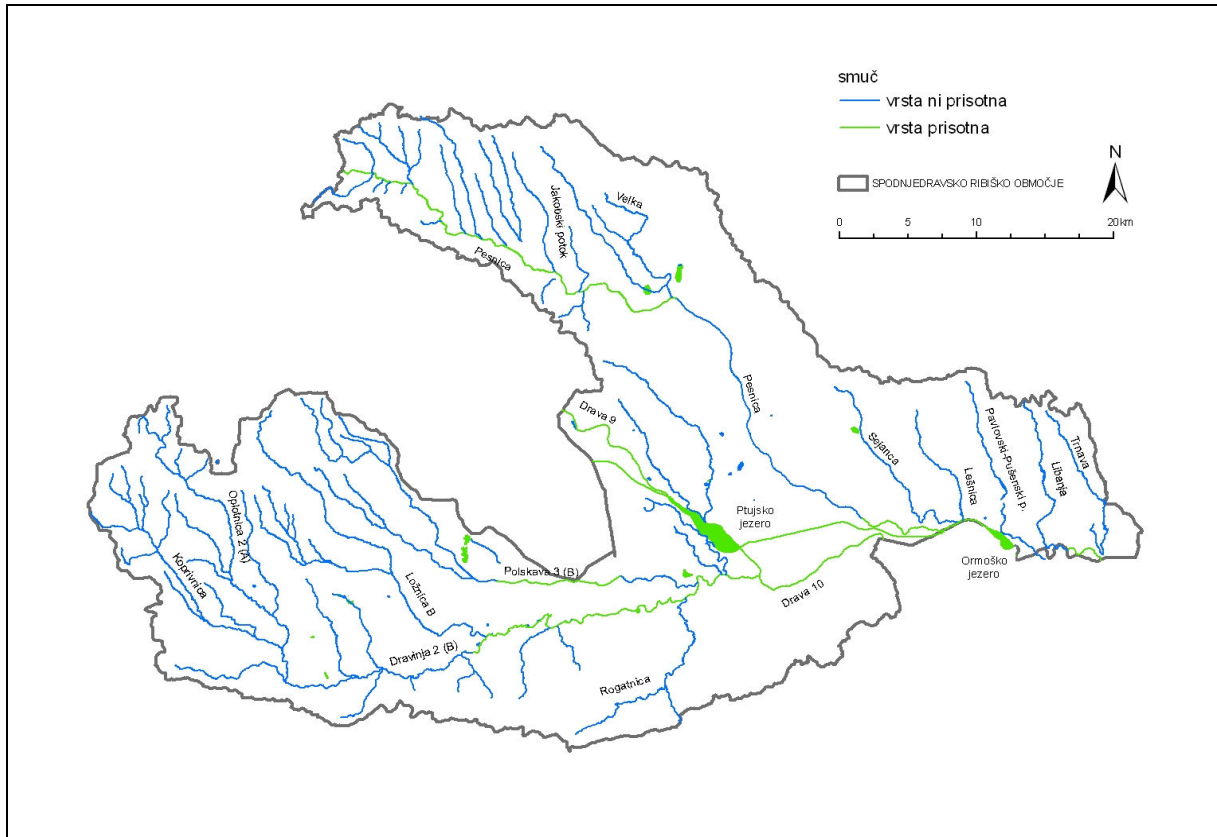 smuč
vrsta ni prisotna
vrsta prisotna
SPODNJEDRAVSKO RIBIŠKO OBMOČJE
N
0 5 10 20 km
Velka
Jakobski potok
Pesnica
Pesnica
Drava 9
Sejanca
Lešnica
Pavlovski-Pušenski p.
Libanja
Trnava
Ptujsko
jezero
Ormoško
jezero
Drava 10
Oplotnica 2 (A)
Koprivnica
Ložnica B
Polskava 3 (B)
Dravinja 2 (B)
Rogatnica